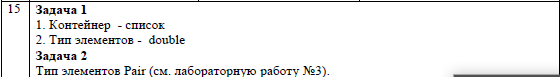 15
Задача 1
1. Контейнер - список
2. Тип элементов - double
Задача 2
Тип элементов Pair (см. лабораторную работу №3).